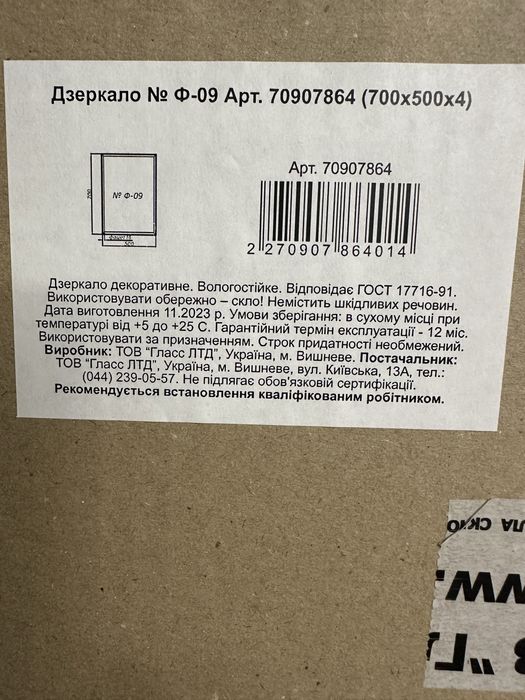 Дзеркало № Ф-09 Арт. 70907864 (700х500х4)
Арт. 70907864
700
№ Ф-09
500
2 270907 864014
Дзеркало декоративне. Вологостійке. Відповідає ГОСТ 17716-91.
Використовувати обережно – скло! Немістить шкідливих речовин.
Дата виготовлення 11.2023 р. Умови зберігання: в сухому місці при
температурі від +5 до +25 С. Гарантійний термін експлуатації - 12 міс.
Використовувати за призначенням. Строк придатності необмежений.
Виробник: ТОВ "Гласс ЛТД", Україна, м. Вишневе. Постачальник:
ТОВ "Гласс ЛТД", Україна, м. Вишневе, вул. Київська, 13А, тел.:
(044) 239-05-57. Не підлягає обов'язковій сертифікації.
Рекомендується встановлення кваліфікованим робітником.